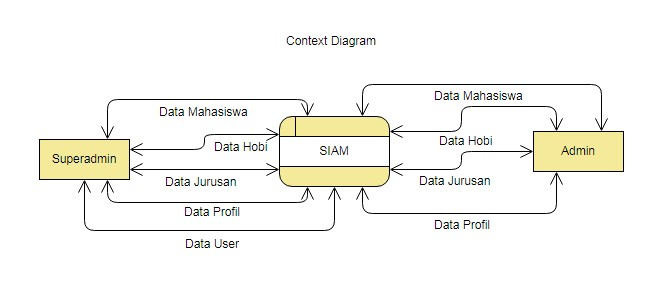 Context Diagram
Data Mahasiswa
Data Mahasiswa
Data Hobi
Data Hobi
Superadmin
SIAM
Admin
Data Jurusan
Data Jurusan
Data Profil
Data Profil
Data User